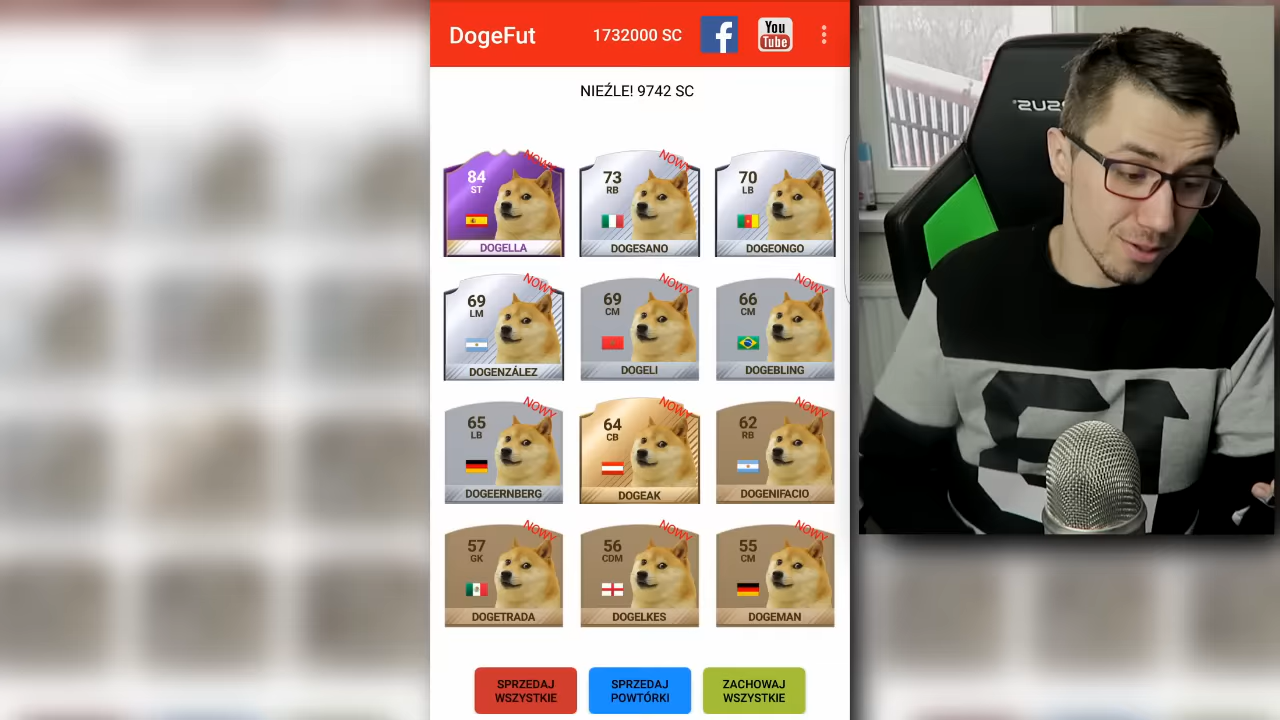 DogeFut
1732000 SC
f
You
Tube
NIEŹLE! 9742 SC
NOWY
84
ST
DOGELLA
NOWY
73
RB
DOGESANO
NOWY
70
LB
DOGEONGO
NOWY
69
LM
DOGENZÁLEZ
NOWY
69
CM
DOGELI
NOWY
66
CM
DOGEBLING
NOWY
65
LB
DOGEERNBERG
NOWY
64
CB
DOGEAK
NOWY
62
RB
DOGENIFACIO
NOWY
57
GK
DOGETRADA
NOWY
56
CDM
DOGELKES
NOWY
55
CM
DOGEMAN
SPRZEDAJ
WSZYSTKIE
SPRZEDAJ
POWTÓRKI
ZACHOWAJ
WSZYSTKIE